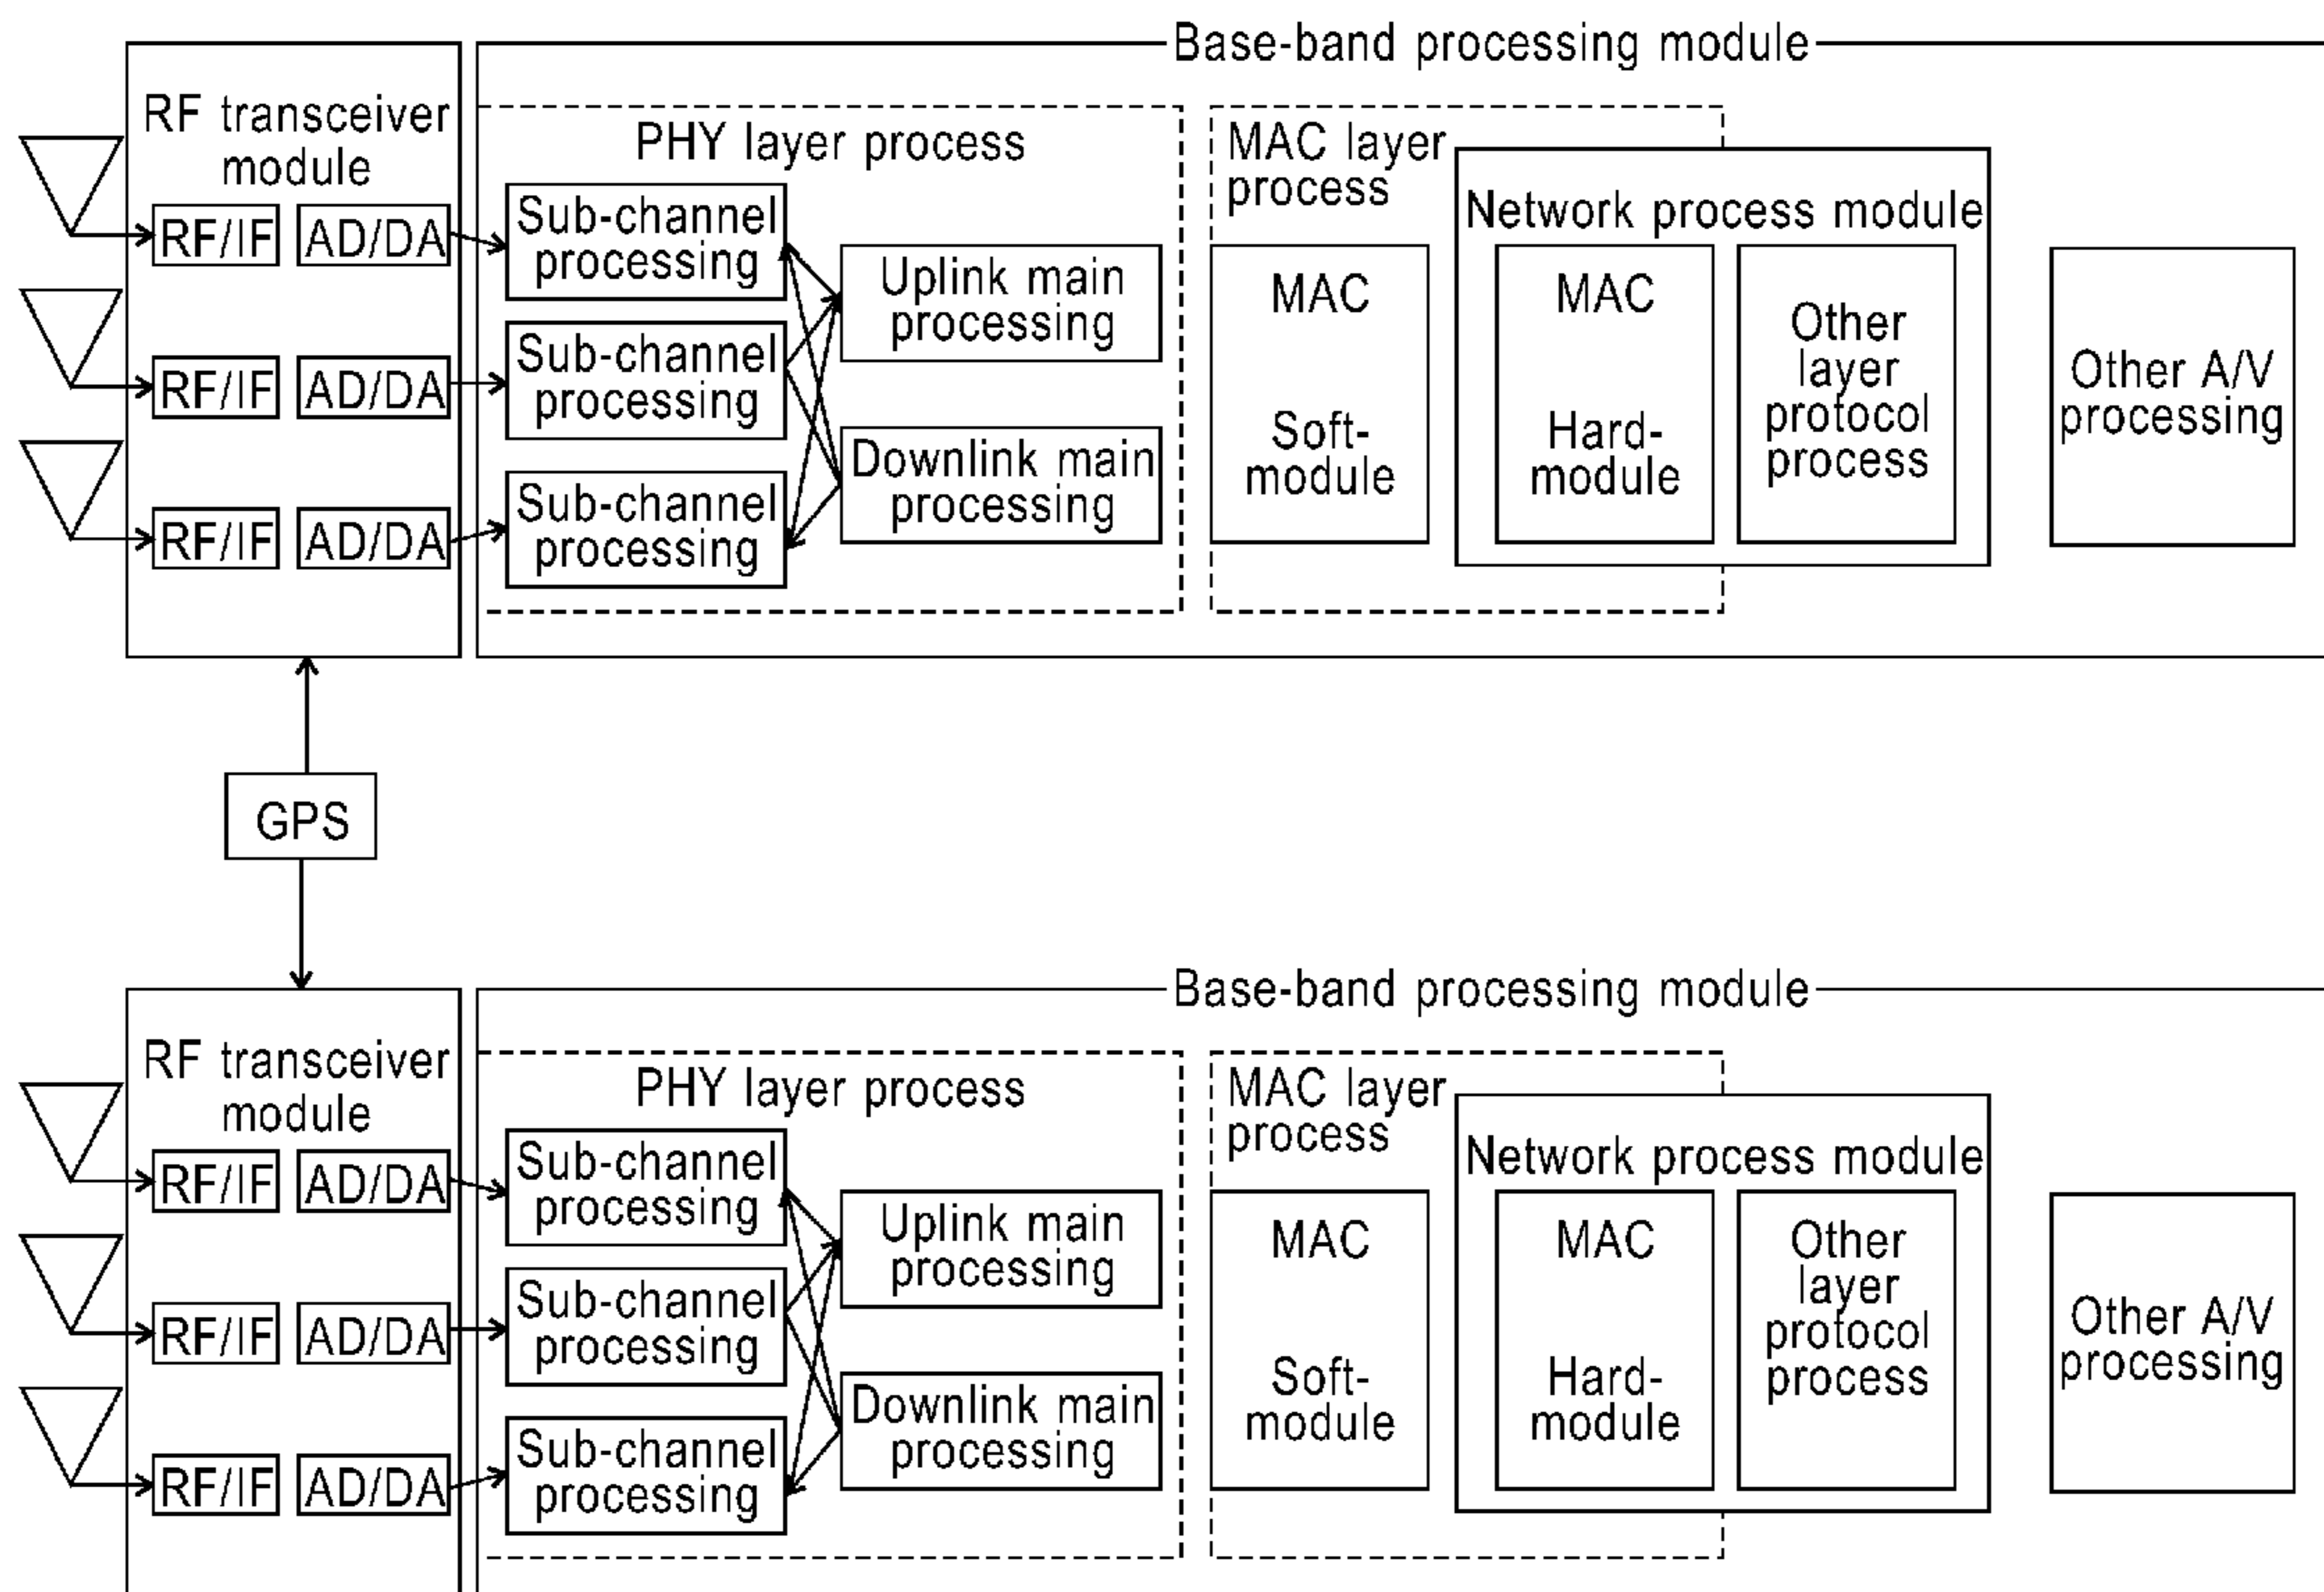 Base-band processing module
RF transceiver
module
PHY layer process
MAC layer
process
Network process module
RF/IF
AD/DA
Sub-channel
processing
RF/IF
AD/DA
Sub-channel
processing
RF/IF
AD/DA
Sub-channel
processing
Uplink main
processing
Downlink main
processing
MAC
Soft-
module
MAC
Hard-
module
Other
layer
protocol
process
Other A/V
processing
GPS
Base-band processing module
RF transceiver
module
PHY layer process
MAC layer
process
Network process module
RF/IF
AD/DA
Sub-channel
processing
RF/IF
AD/DA
Sub-channel
processing
RF/IF
AD/DA
Sub-channel
processing
Uplink main
processing
Downlink main
processing
MAC
Soft-
module
MAC
Hard-
module
Other
layer
protocol
process
Other A/V
processing